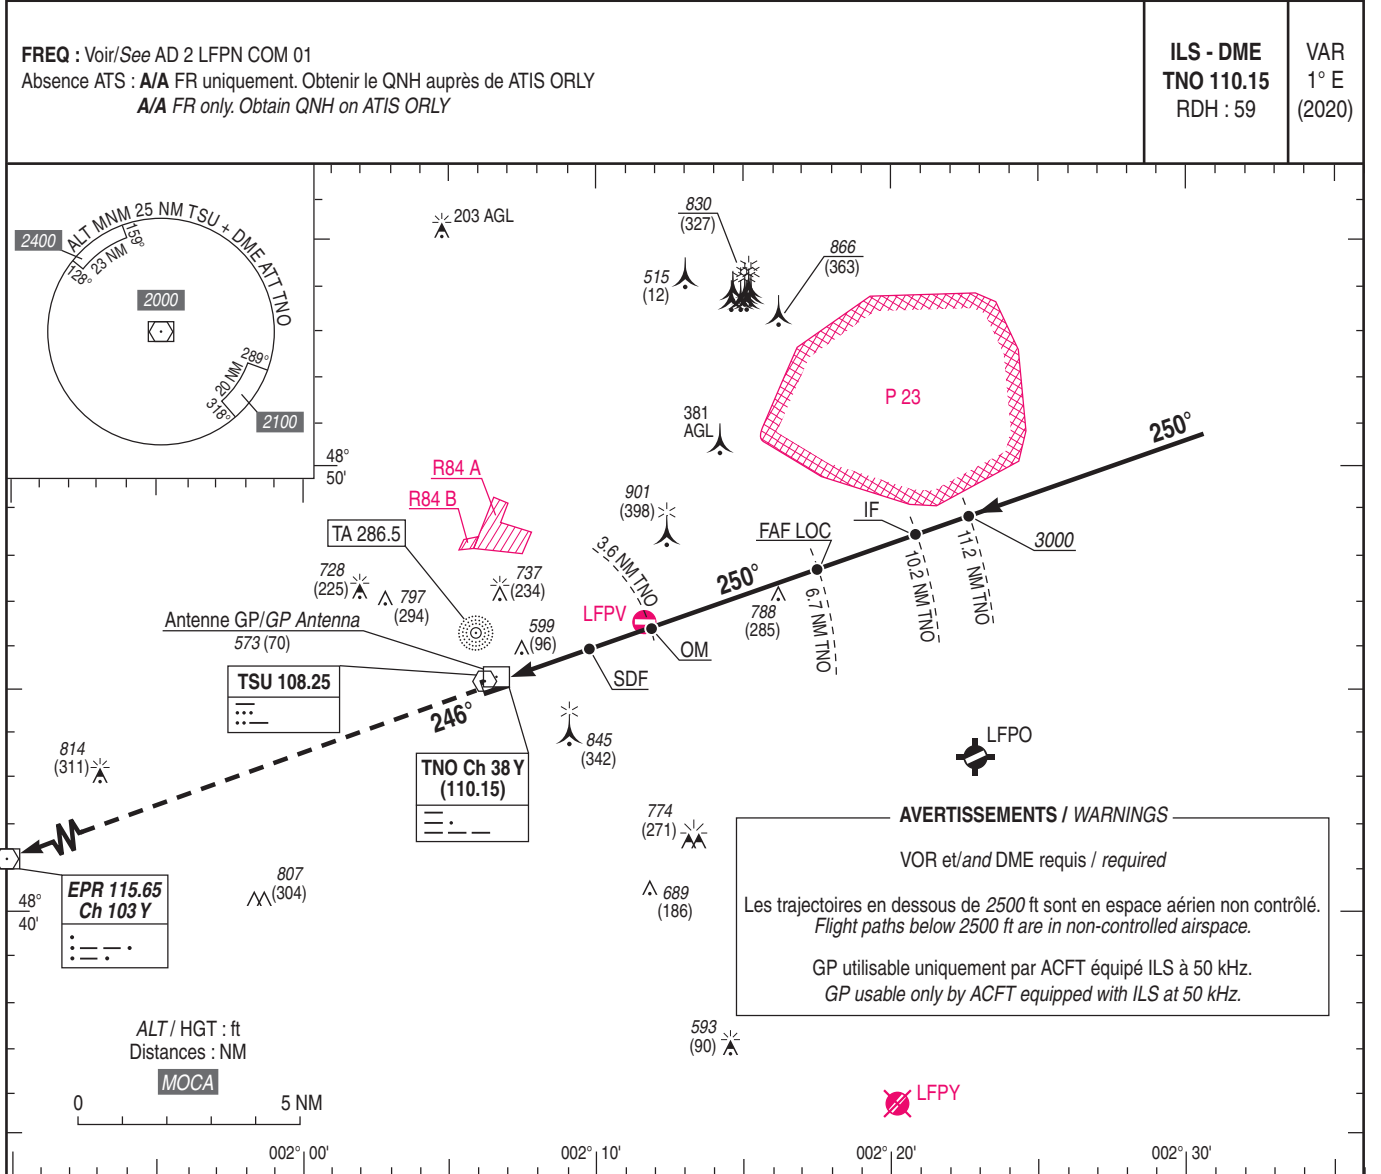 FREQ : Voir/See AD 2 LFPN COM 01
Absence ATS : A/A FR uniquement. Obtenir le QNH auprès de ATIS ORLY
A/A FR only. Obtain QNH on ATIS ORLY
ILS - DME
TNO 110.15
RDH : 59
VAR
1° E
(2020)
ALT MNM 25 NM TSU + DME ATT TNO
2400
159°
23 NM
128°
2000
289°
20 NM
318°
2100
203 AGL
830
(327)
866
(363)
515
(12)
P 23
381
AGL
250°
48°
50'
R84 A
R84 B
901
(398)
IF
FAF LOC
3000
TA 286.5
3.6 NM TNO
250°
11.2 NM TNO
10.2 NM TNO
6.7 NM TNO
728
(225)
797
(294)
737
(234)
LFPV
788
(285)
Antenne GP/GP Antenna
573 (70)
599
(96)
OM
SDF
TSU 108.25
246°
845
(342)
LFPO
814
(311)
TNO Ch 38 Y
(110.15)
774
(271)
AVERTISSEMENTS / WARNINGS
VOR et/and DME requis / required
Les trajectoires en dessous de 2500 ft sont en espace aérien non contrôlé.
Flight paths below 2500 ft are in non-controlled airspace.
GP utilisable uniquement par ACFT équipé ILS à 50 kHz.
GP usable only by ACFT equipped with ILS at 50 kHz.
EPR 115.65
Ch 103 Y
807
(304)
689
(186)
48°
40'
593
(90)
ALT / HGT : ft
Distances : NM
MOCA
0 5 NM
LFPY
002° 00'
002° 10'
002° 20'
002° 30'